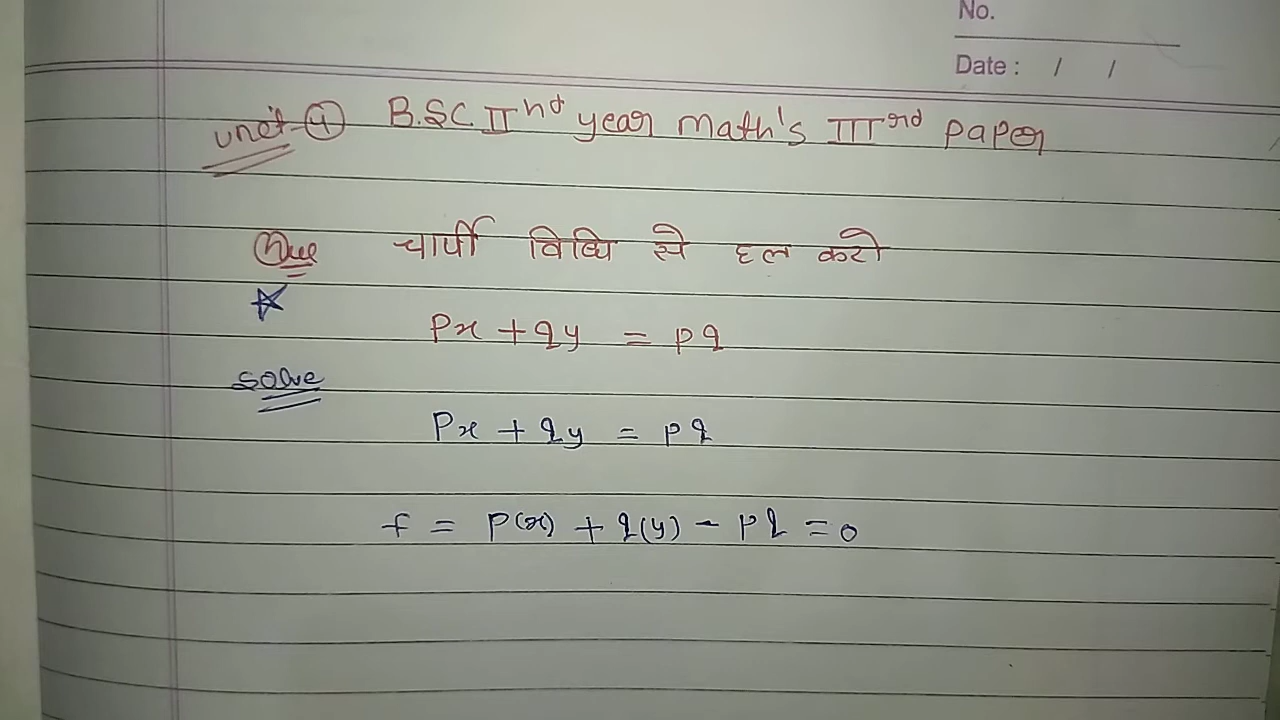 No.
Date : / /
unit-④ B.SC IInd year math's IIIrd paper
Que चार्पी विधि से हल करो
px + qy = pq
solve
Px + qy = pq
f = p(x) + q(y) - pq = 0